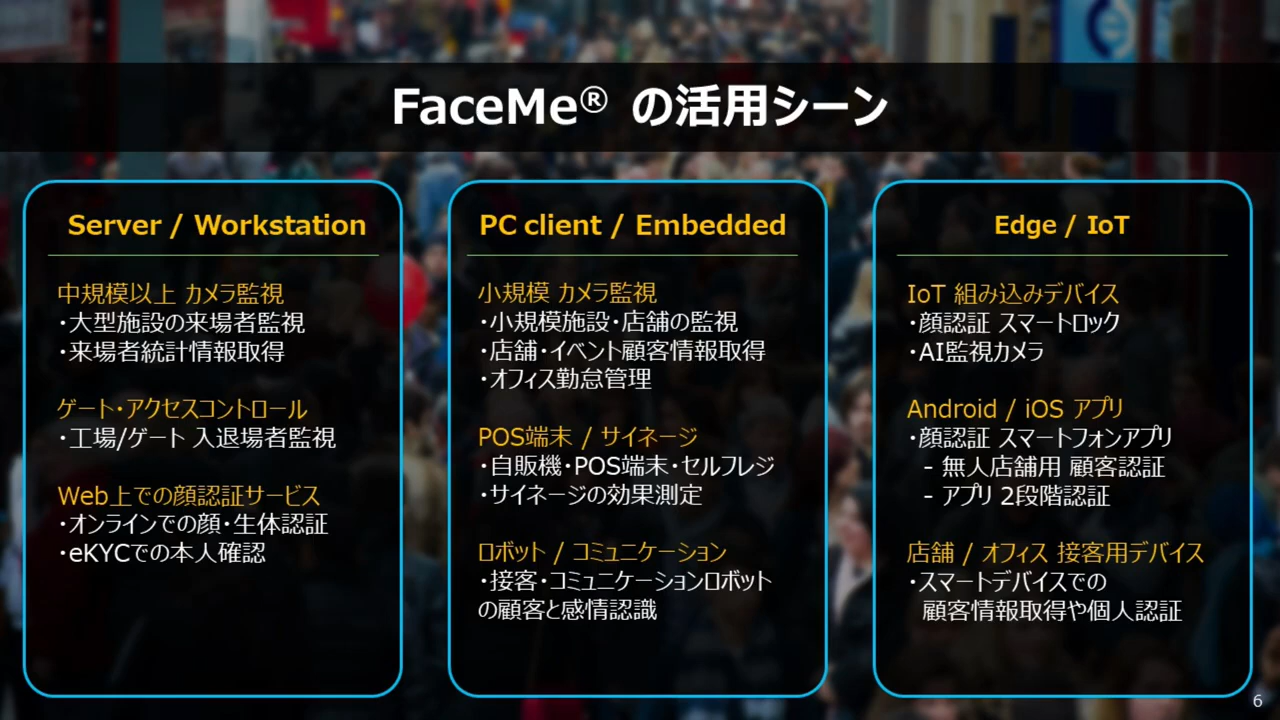 FaceMe® の活用シーン
Server / Workstation
中規模以上 カメラ監視
・大型施設の来場者監視
・来場者統計情報取得
ゲート・アクセスコントロール
・工場/ゲート 入退場者監視
Web上での顔認証サービス
・オンラインでの顔・生体認証
・eKYCでの本人確認
PC client / Embedded
小規模 カメラ監視
・小規模施設・店舗の監視
・店舗・イベント顧客情報取得
・オフィス勤怠管理
POS端末 / サイネージ
・自販機・POS端末・セルフレジ
・サイネージの効果測定
ロボット / コミュニケーション
・接客・コミュニケーションロボット
の顧客と感情認識
Edge / IoT
IoT 組み込みデバイス
・顔認証 スマートロック
・AI監視カメラ
Android / iOS アプリ
・顔認証 スマートフォンアプリ
- 無人店舗用 顧客認証
- アプリ 2段階認証
店舗 / オフィス 接客用デバイス
・スマートデバイスでの
顧客情報取得や個人認証
6